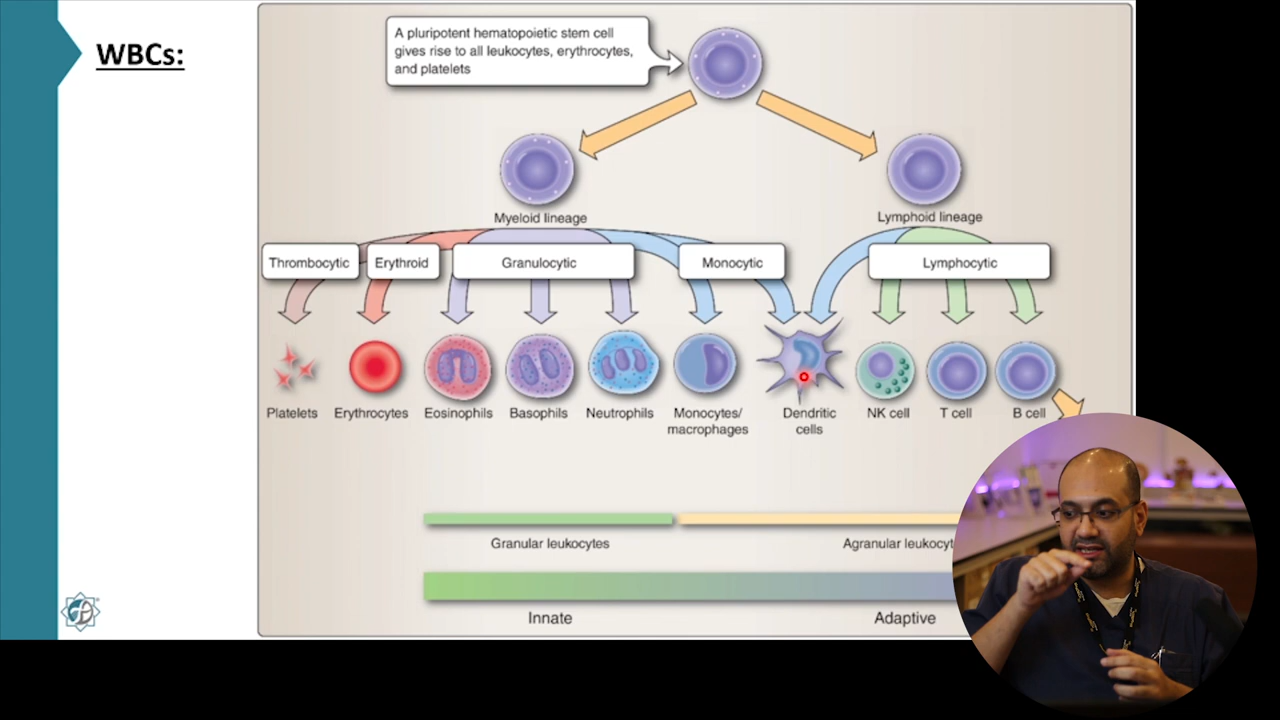 WBCs:
A pluripotent hematopoietic stem cell
gives rise to all leukocytes, erythrocytes,
and platelets
Myeloid lineage
Lymphoid lineage
Thrombocytic
Erythroid
Granulocytic
Monocytic
Lymphocytic
Platelets
Erythrocytes
Eosinophils
Basophils
Neutrophils
Monocytes/
macrophages
Dendritic
cells
NK cell
T cell
B cell
Granular leukocytes
Agranular leukocyt
Innate
Adaptive